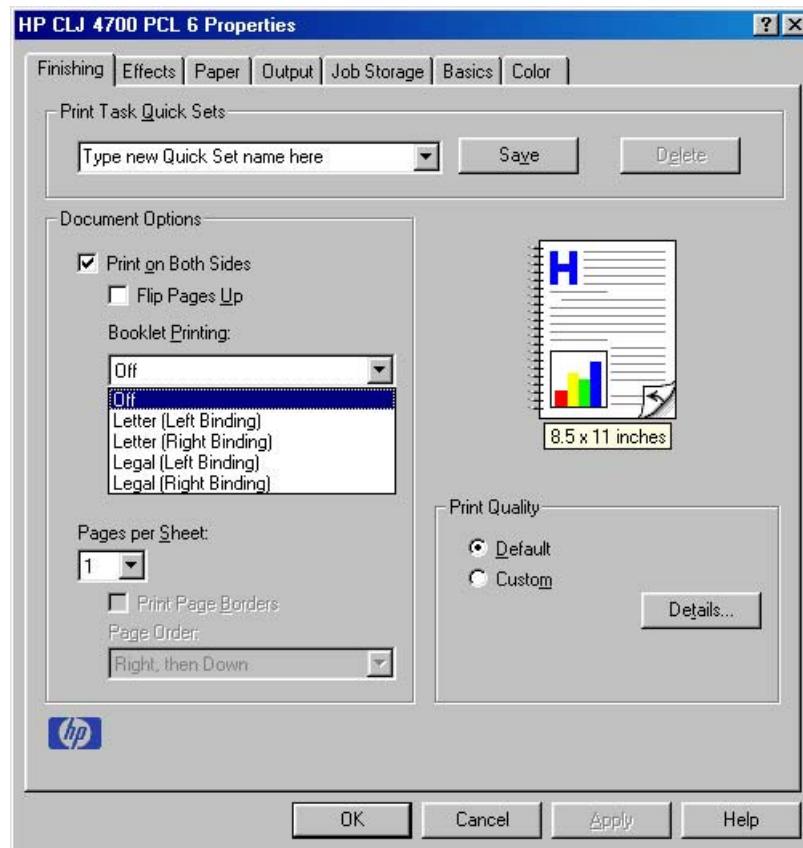 HP CLJ 4700 PCL 6 Properties
Finishing Effects Paper Output Job Storage Basics Color
Print Task Quick Sets
Type new Quick Set name here Save Delete
Document Options
Print on Both Sides
Flip Pages Up
Booklet Printing:
Off
Off
Letter (Left Binding)
Letter (Right Binding)
Legal (Left Binding)
Legal (Right Binding)
H
8.5 x 11 inches
Pages per Sheet:
1
Print Page Borders
Page Order:
Right, then Down
Print Quality
Default
Custom
Details...
hp
OK Cancel Apply Help